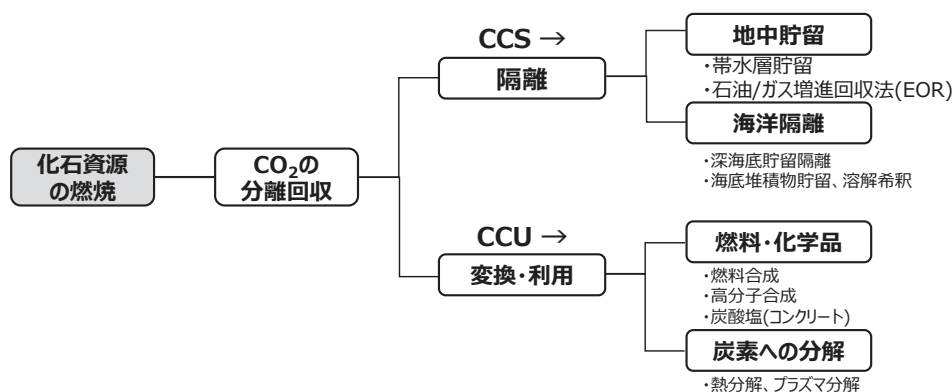 化石資源
の燃焼
CO₂の
分離回収
CCS →
隔離
地中貯留
・帯水層貯留
・石油/ガス増進回収法(EOR)
海洋隔離
・深海底貯留隔離
・海底堆積物貯留、溶解希釈
CCU →
変換・利用
燃料・化学品
・燃料合成
・高分子合成
・炭酸塩(コンクリート)
炭素への分解
・熱分解、プラズマ分解